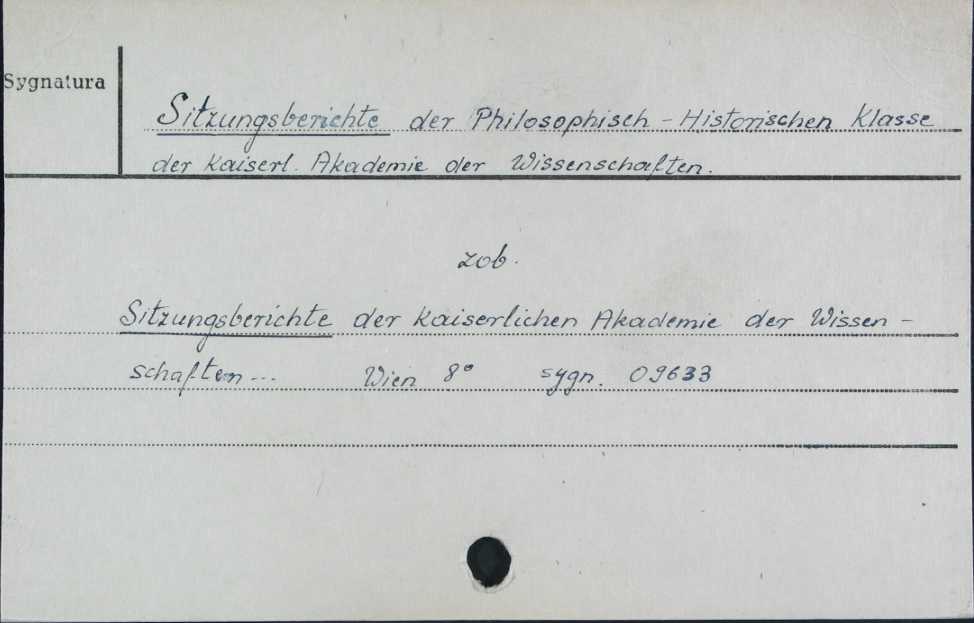 Sygnatura
Sitzungsberichte der Philosophisch-Historischen Klasse
der Kaiserl. Akademie der Wissenschaften.
zob.
Sitzungsberichte der Kaiserlichen Akademie der Wissen-
schaften... Wien 8° sygn. 09633